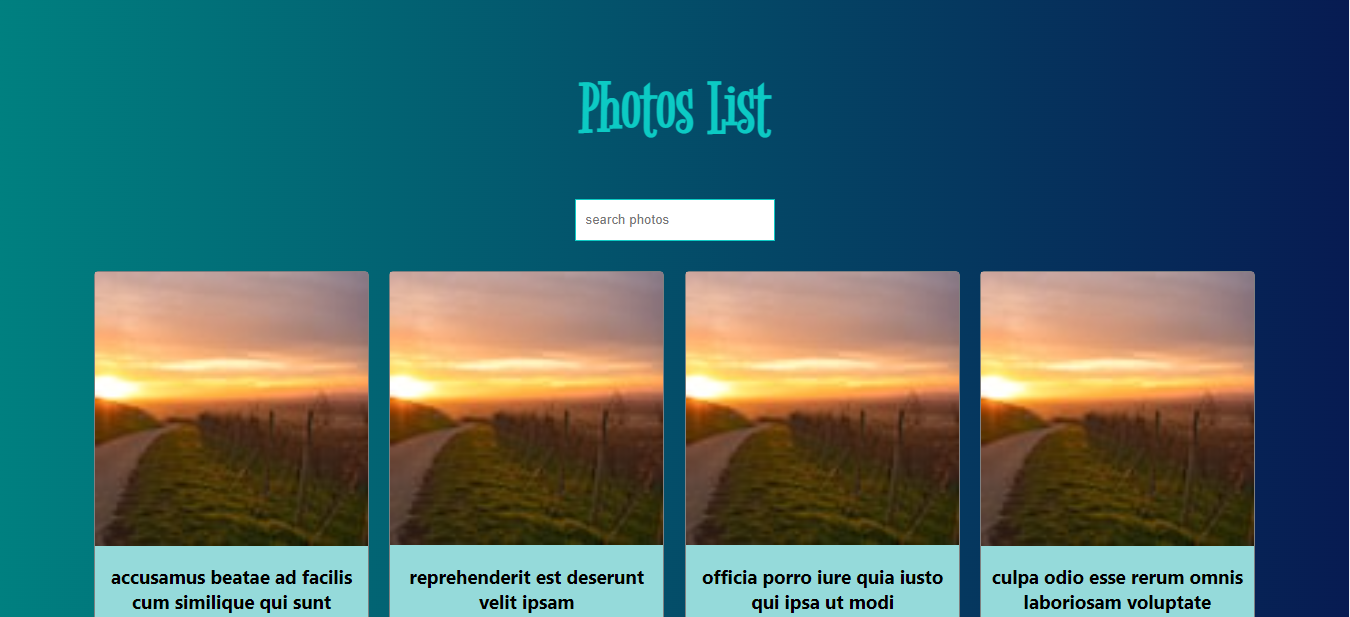 Photos List
search photos
accusamus beatae ad facilis
cum similique qui sunt
reprehenderit est deserunt
velit ipsam
officia porro iure quia iusto
qui ipsa ut modi
culpa odio esse rerum omnis
laboriosam voluptate